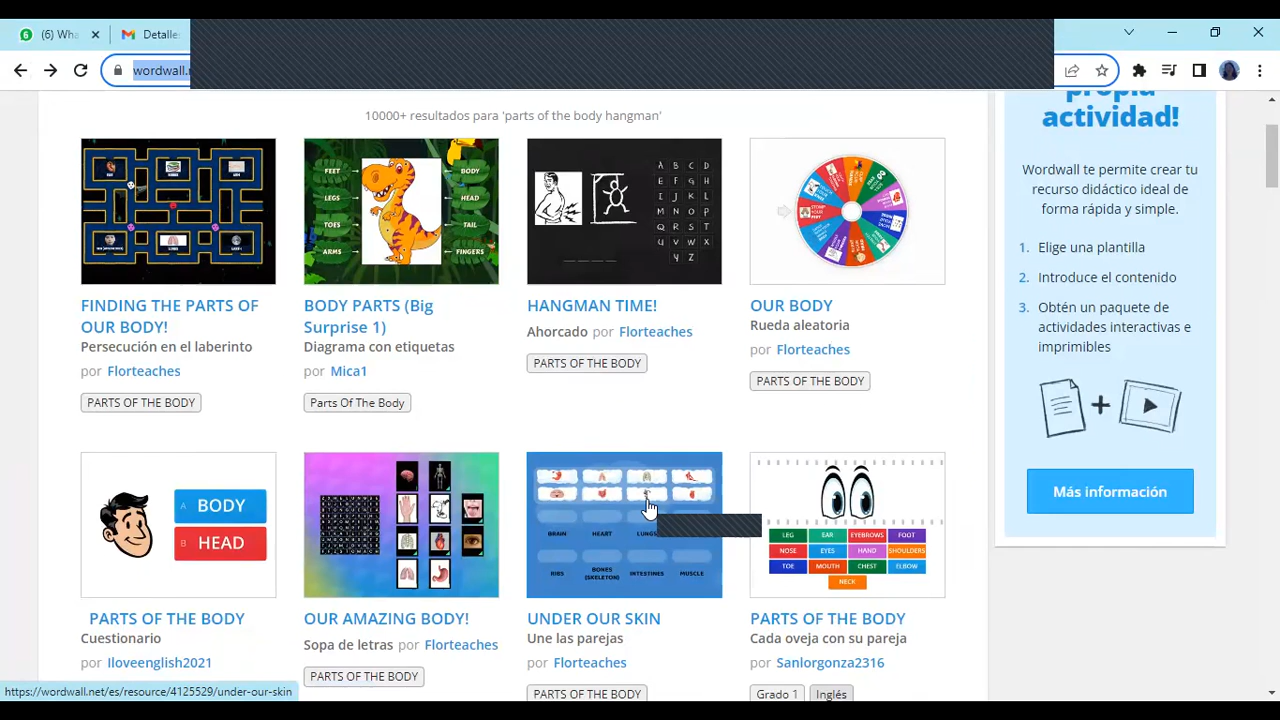 (6) Wha
Detalles
wordwall.n
10000+ resultados para 'parts of the body hangman'
FEET
LEGS
TOES
ARMS
BODY
HEAD
TAIL
FINGERS
A B C D
E F G H
I J K L
M N O P
Q R S T
U V W X
Y Z
FINDING THE PARTS OF
OUR BODY!
Persecución en el laberinto
por Florteaches
PARTS OF THE BODY
BODY PARTS (Big
Surprise 1)
Diagrama con etiquetas
por Mica1
Parts Of The Body
HANGMAN TIME!
Ahorcado por Florteaches
PARTS OF THE BODY
OUR BODY
Rueda aleatoria
por Florteaches
PARTS OF THE BODY
A BODY
B HEAD
PARTS OF THE BODY
Cuestionario
por Iloveenglish2021
OUR AMAZING BODY!
Sopa de letras por Florteaches
PARTS OF THE BODY
BRAIN HEART LUNGS
RIBS BONES (SKELETON) INTESTINES MUSCLE
UNDER OUR SKIN
Une las parejas
por Florteaches
PARTS OF THE BODY
LEG EAR EYEBROWS FOOT
NOSE EYES HAND SHOULDERS
TOE MOUTH CHEST ELBOW
NECK
PARTS OF THE BODY
Cada oveja con su pareja
por Sanlorgonza2316
Grado 1 Inglés
propia
actividad!
Wordwall te permite crear tu
recurso didáctico ideal de
forma rápida y simple.
1. Elige una plantilla
2. Introduce el contenido
3. Obtén un paquete de
actividades interactivas e
imprimibles
Más información
https://wordwall.net/es/resource/4125529/under-our-skin